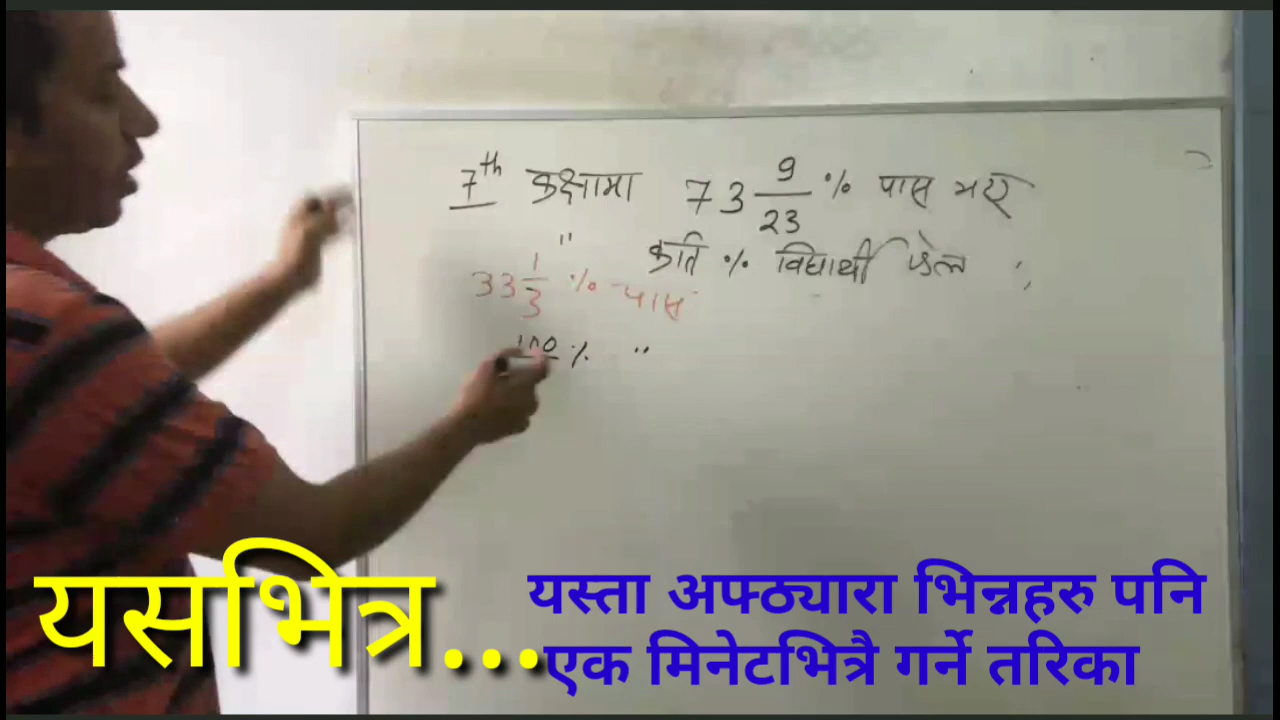 7th कक्षामा 73 9/23 % पास भए
" कति % विद्यार्थी फेल ;
33 1/3 % पास
100 % "
यसभित्र...
यस्ता अफ्ठ्यारा भिन्नहरु पनि
एक मिनेटभित्रै गर्ने तरिका